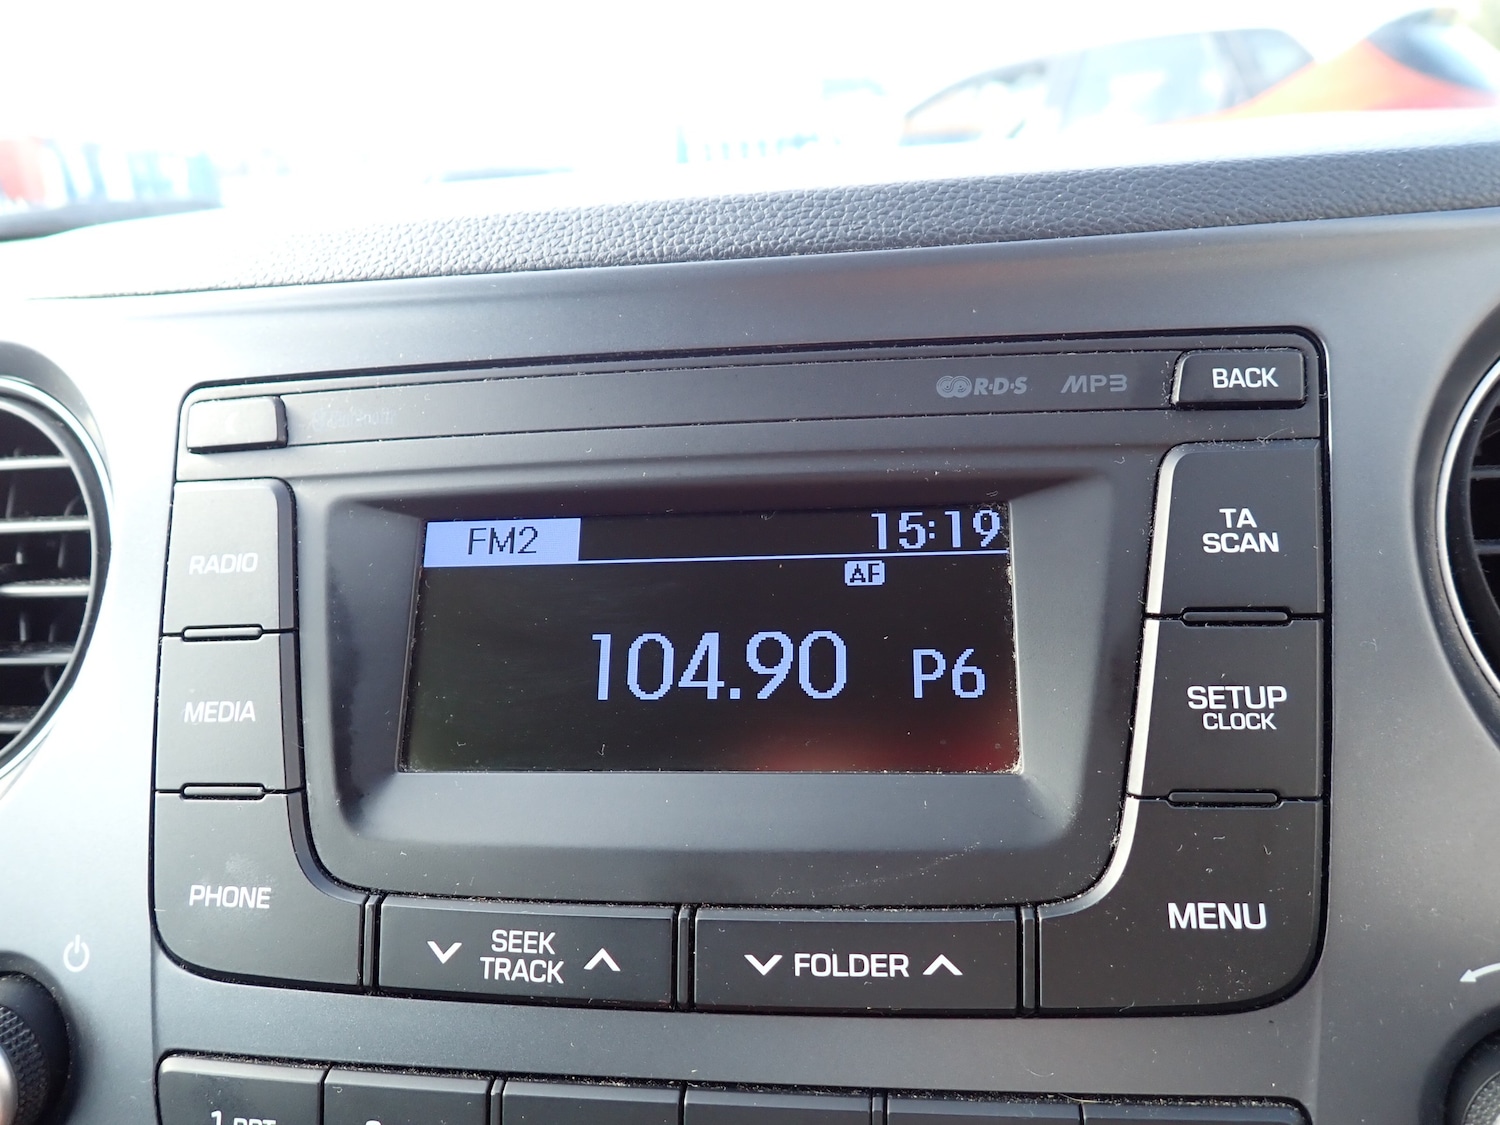 R·D·S MP3
BACK
RADIO
MEDIA
PHONE
FM2
15:19
AF
104.90
P6
TA
SCAN
SETUP
CLOCK
MENU
SEEK
TRACK
FOLDER
1